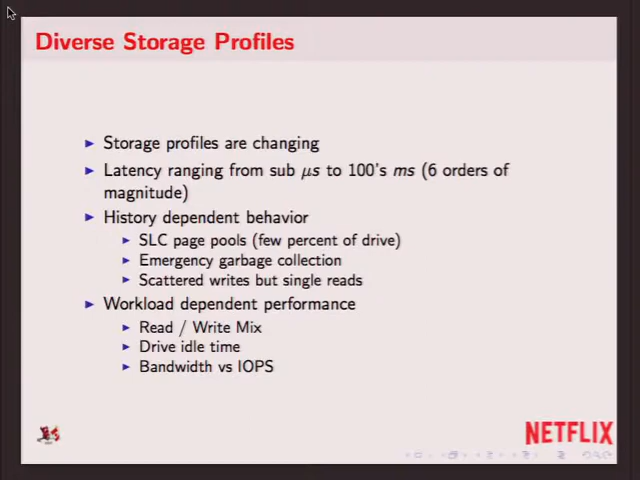 Diverse Storage Profiles
Storage profiles are changing
Latency ranging from sub μs to 100's ms (6 orders of
magnitude)
History dependent behavior
SLC page pools (few percent of drive)
Emergency garbage collection
Scattered writes but single reads
Workload dependent performance
Read / Write Mix
Drive idle time
Bandwidth vs IOPS
NETFLIX